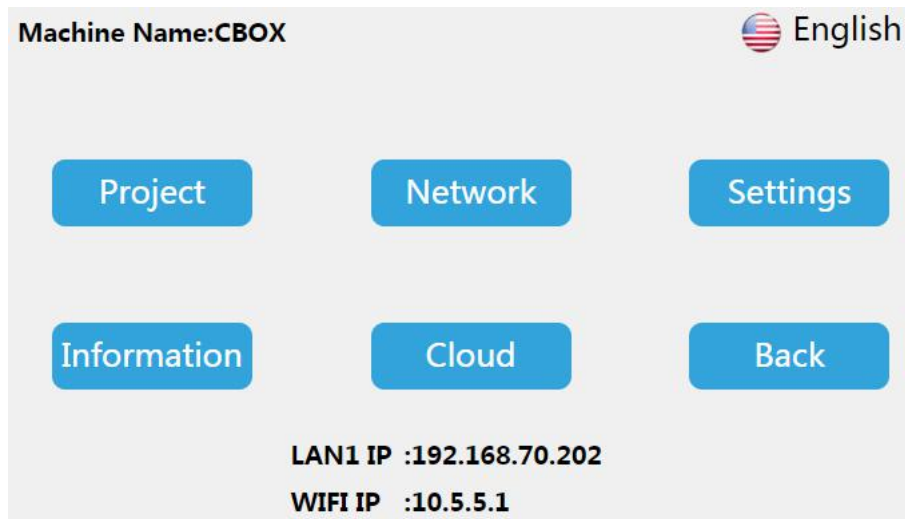 Machine Name:CBOX
English
Project
Network
Settings
Information
Cloud
Back
LAN1 IP :192.168.70.202
WIFI IP :10.5.5.1